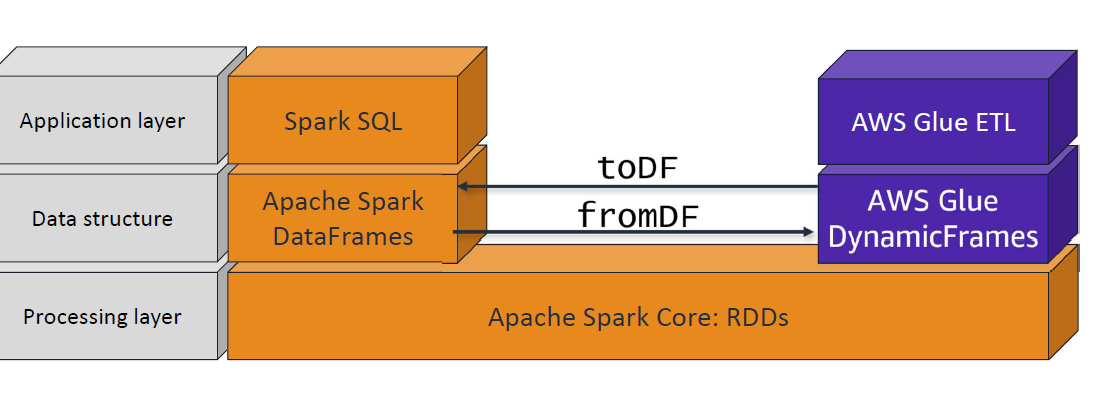 Application layer
Spark SQL
AWS Glue ETL
toDF
Data structure
Apache Spark
DataFrames
fromDF
AWS Glue
DynamicFrames
Processing layer
Apache Spark Core: RDDs